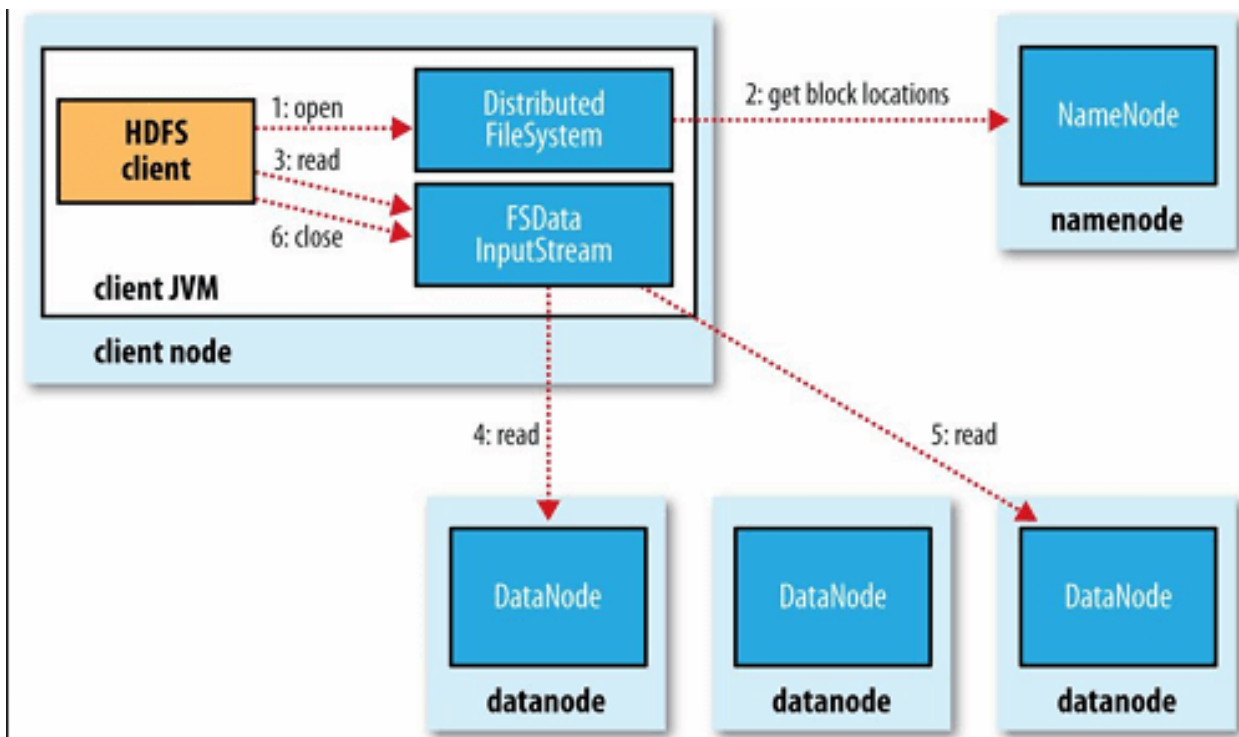 HDFS
client
1: open
3: read
6: close
Distributed
FileSystem
FSData
InputStream
client JVM
client node
2: get block locations
NameNode
namenode
4: read
5: read
DataNode
datanode
DataNode
datanode
DataNode
datanode